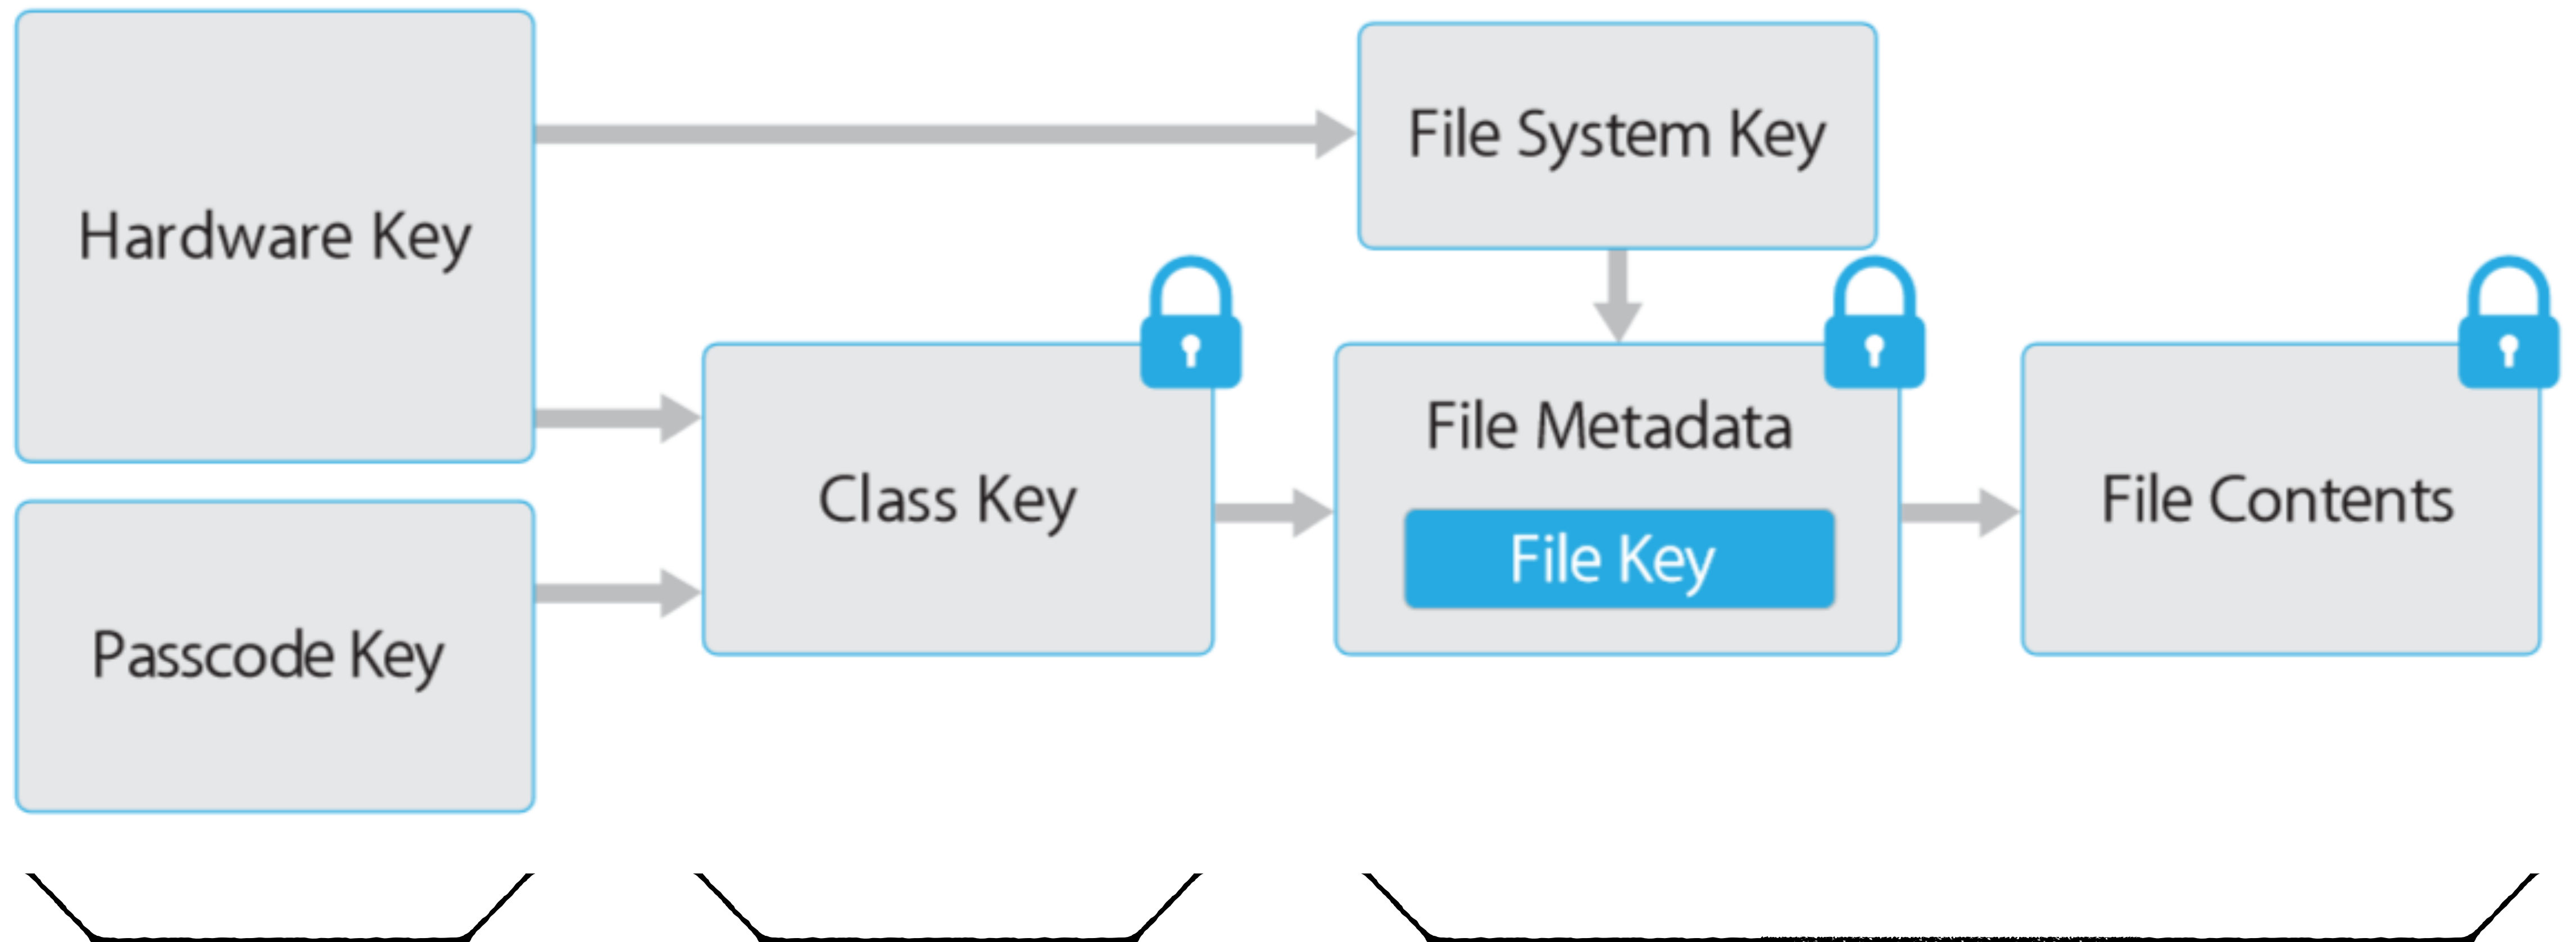 Hardware Key
File System Key
Passcode Key
Class Key
File Metadata
File Key
File Contents